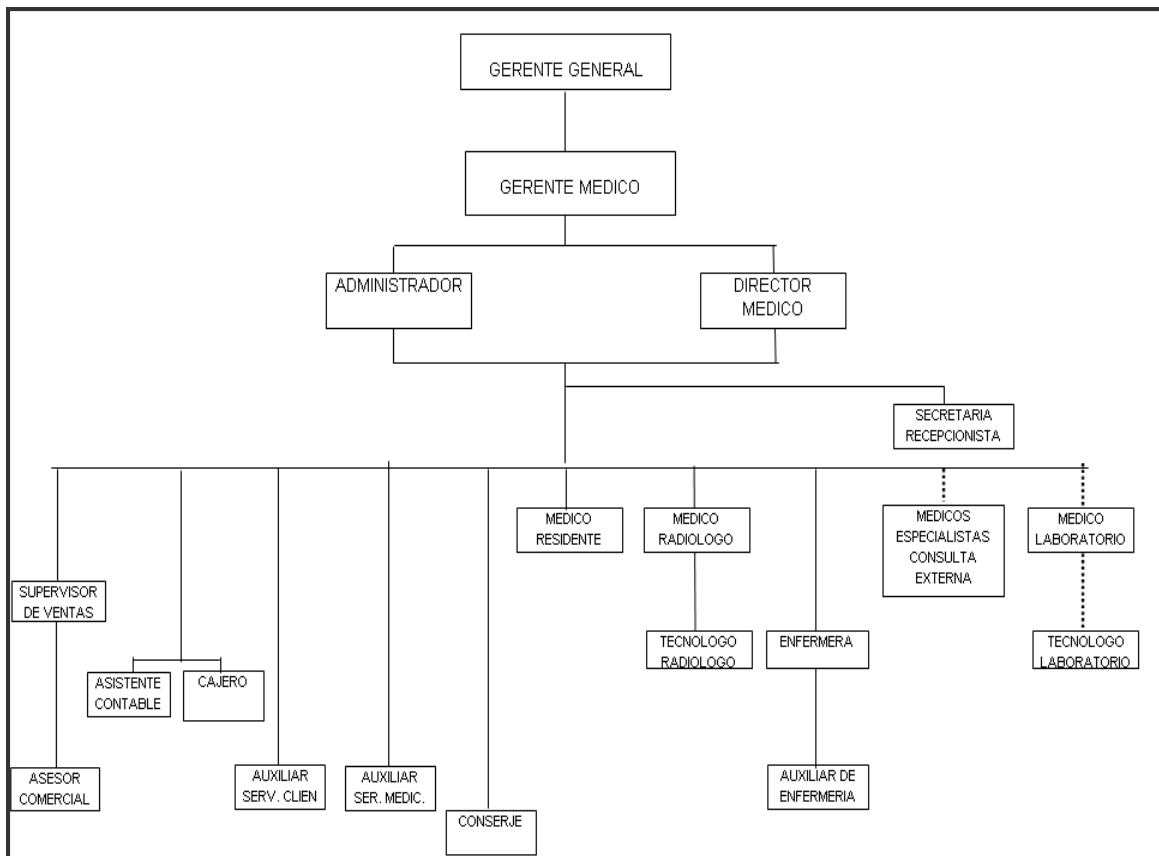 GERENTE GENERAL
GERENTE MEDICO
ADMINISTRADOR
DIRECTOR
MEDICO
SECRETARIA
RECEPCIONISTA
MEDICO
RESIDENTE
MEDICO
RADIOLOGO
MEDICOS
ESPECIALISTAS
CONSULTA
EXTERNA
MEDICO
LABORATORIO
SUPERVISOR
DE VENTAS
TECNOLOGO
RADIOLOGO
ENFERMERA
TECNOLOGO
LABORATORIO
ASISTENTE
CONTABLE
CAJERO
ASESOR
COMERCIAL
AUXILIAR
SERV. CLIEN
AUXILIAR
SER. MEDIC.
AUXILIAR DE
ENFERMERIA
CONSERJE